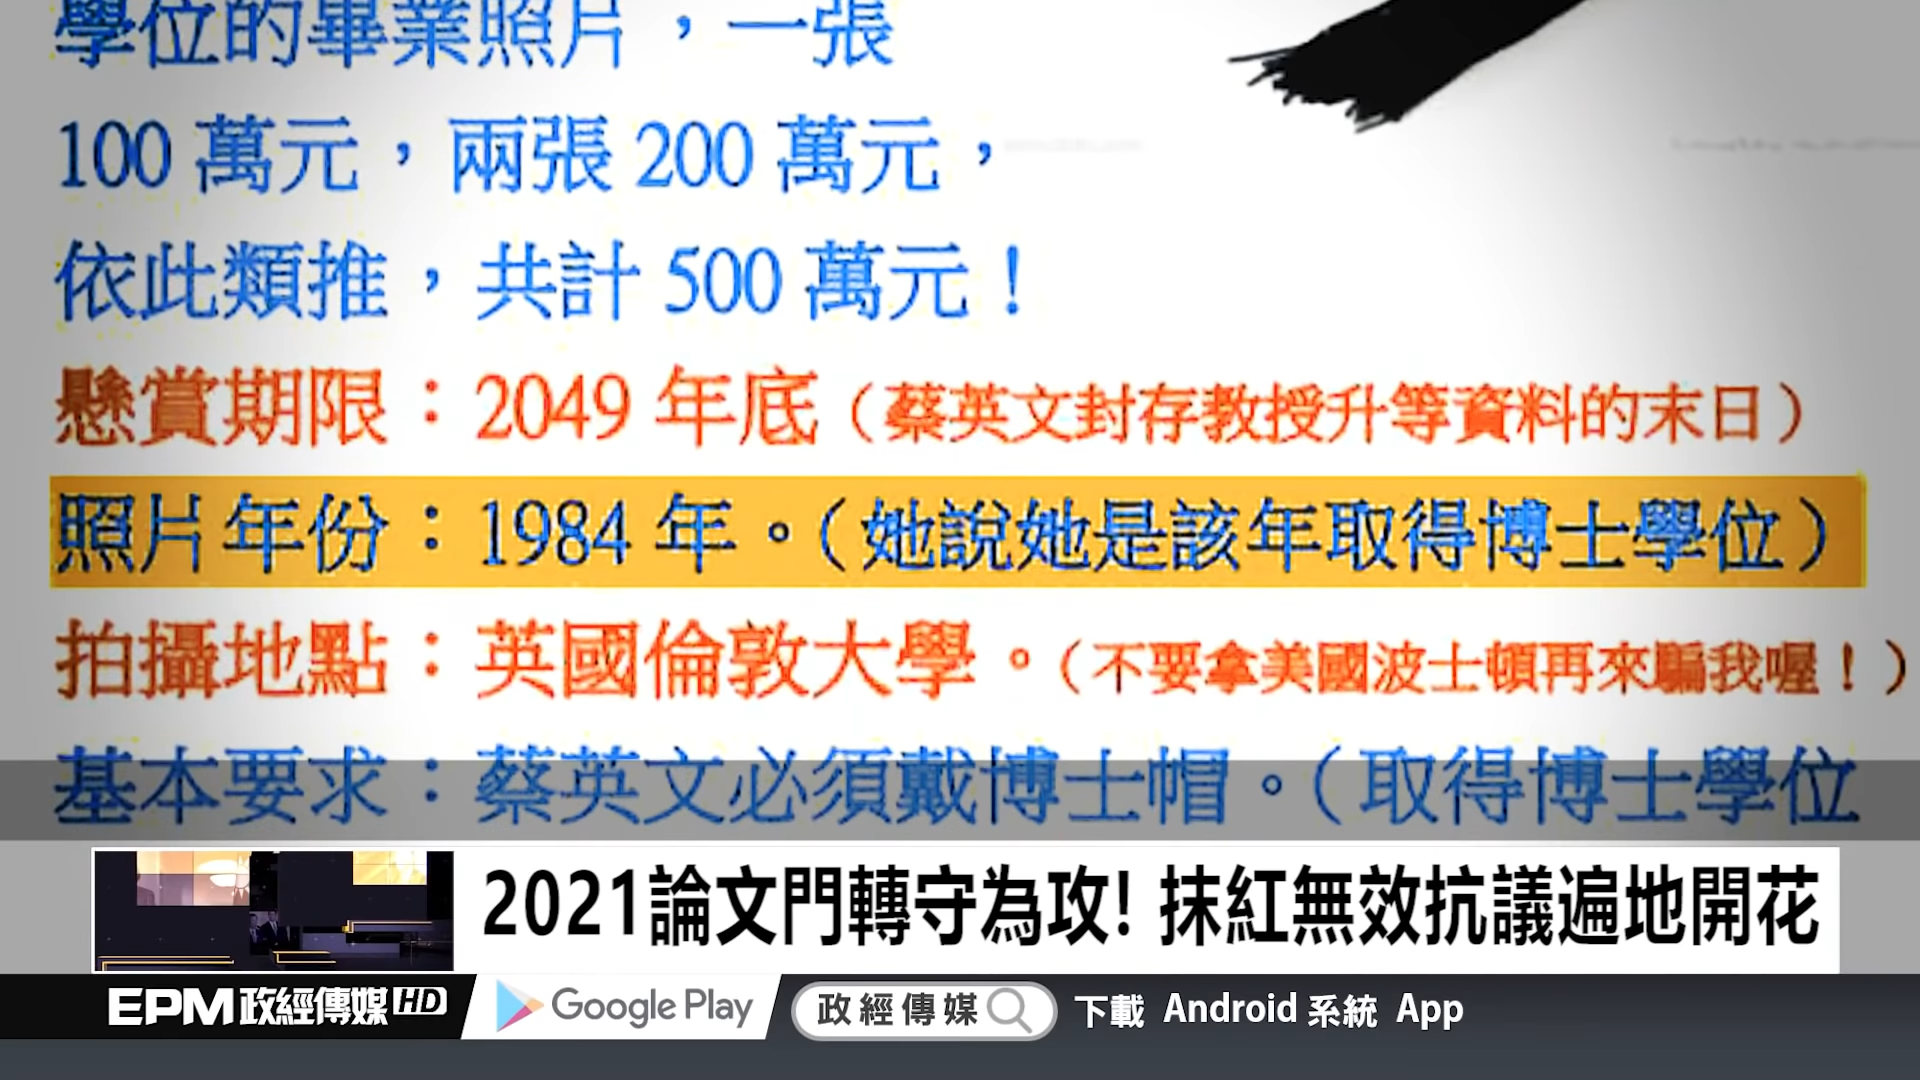 學位的畢業照片，一張
100 萬元，兩張 200 萬元，
依此類推，共計 500 萬元！
懸賞期限：2049 年底（蔡英文封存教授升等資料的末日）
照片年份：1984 年。（她說她是該年取得博士學位）
拍攝地點：英國倫敦大學。（不要拿美國波士頓再來騙我喔！）
基本要求：蔡英文必須戴博士帽。（取得博士學位
2021論文門轉守為攻! 抹紅無效抗議遍地開花
EPM政經傳媒HD
Google Play
政經傳媒
下載 Android 系統 App